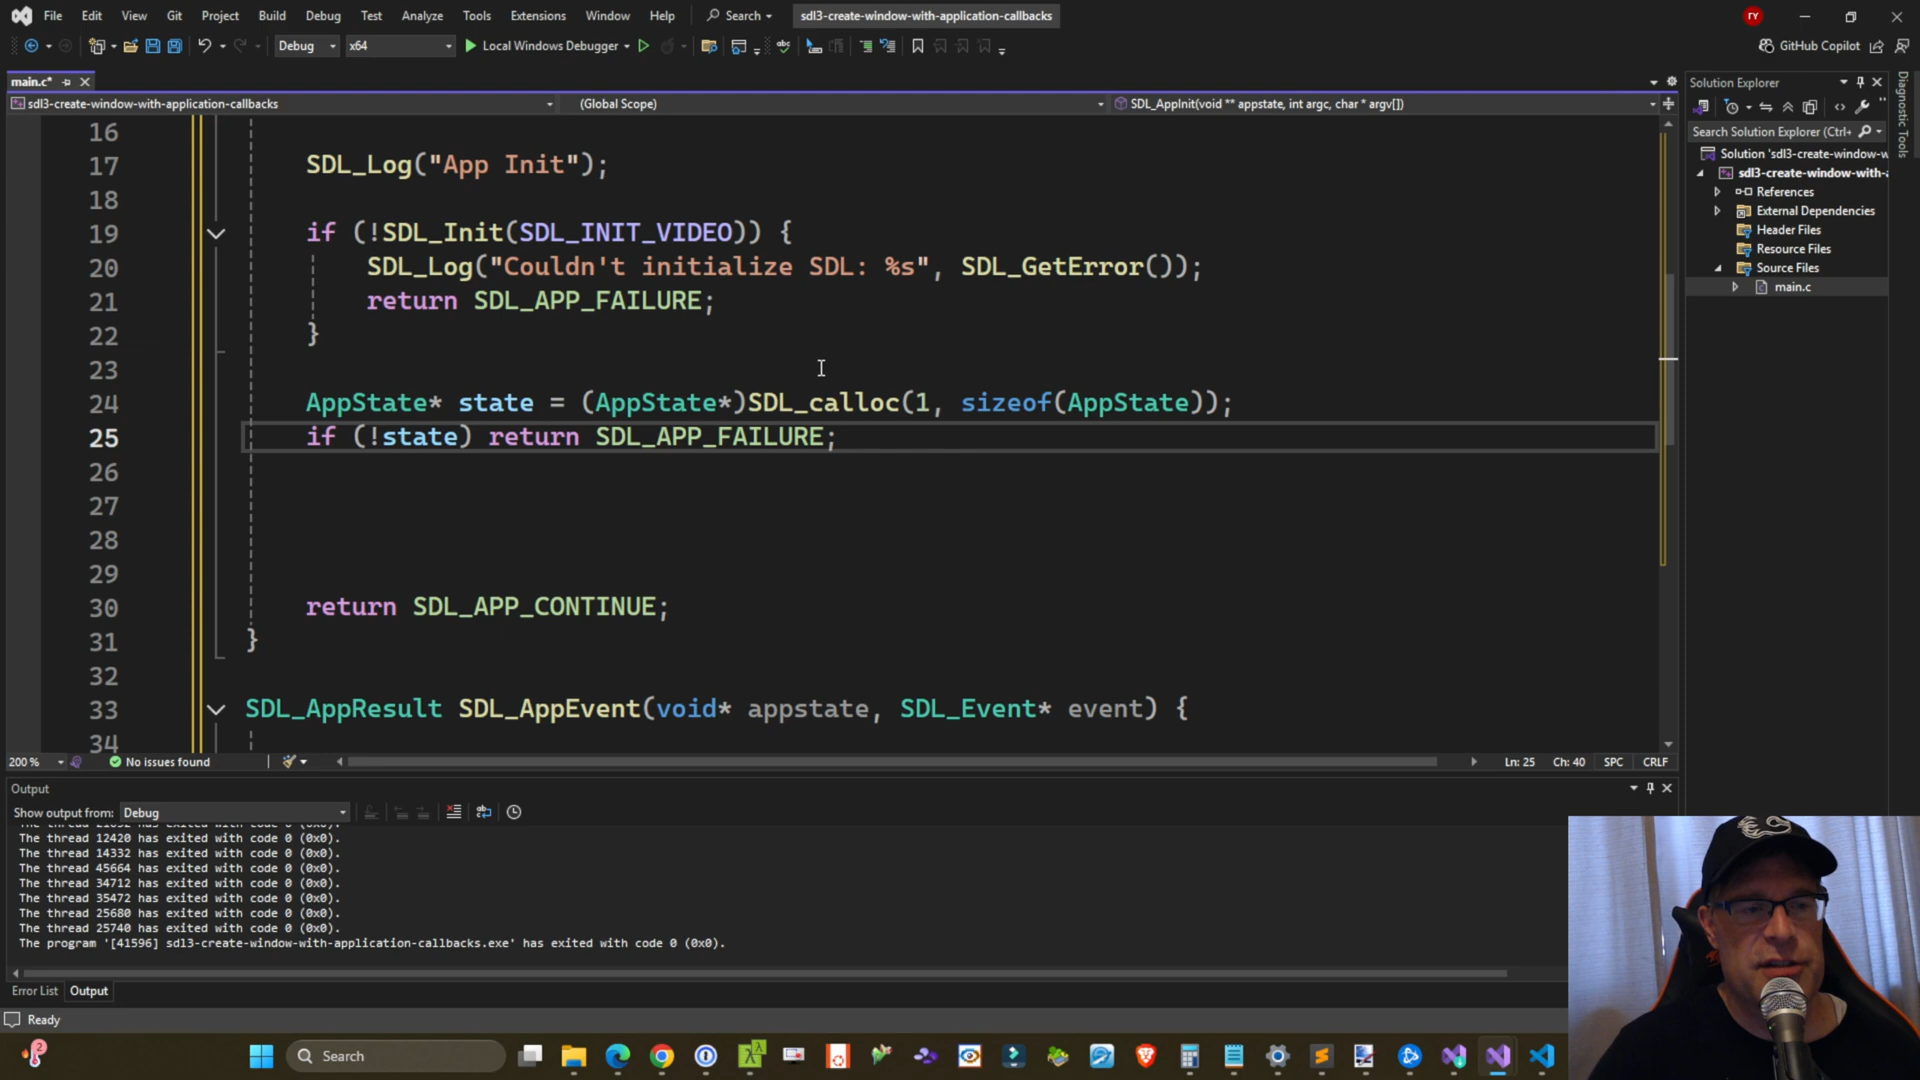 File Edit View Git Project Build Debug Test Analyze Tools Extensions Window Help Search sdl3-create-window-with-application-callbacks RY
Debug x64 Local Windows Debugger GitHub Copilot
main.c*
sdl3-create-window-with-application-callbacks (Global Scope) SDL_AppInit(void ** appstate, int argc, char * argv[])
16
17 SDL_Log("App Init");
18
19 if (!SDL_Init(SDL_INIT_VIDEO)) {
20 SDL_Log("Couldn't initialize SDL: %s", SDL_GetError());
21 return SDL_APP_FAILURE;
22 }
23
24 AppState* state = (AppState*)SDL_calloc(1, sizeof(AppState));
25 if (!state) return SDL_APP_FAILURE;
26
27
28
29
30 return SDL_APP_CONTINUE;
31 }
32
33 SDL_AppResult SDL_AppEvent(void* appstate, SDL_Event* event) {
34
200 % No issues found Ln: 25 Ch: 40 SPC CRLF
Solution Explorer
Search Solution Explorer (Ctrl+
Solution 'sdl3-create-window-w
sdl3-create-window-with-a
References
External Dependencies
Header Files
Resource Files
Source Files
main.c
Diagnostic Tools
Output
Show output from: Debug
The thread 12420 has exited with code 0 (0x0).
The thread 14332 has exited with code 0 (0x0).
The thread 45664 has exited with code 0 (0x0).
The thread 34712 has exited with code 0 (0x0).
The thread 35472 has exited with code 0 (0x0).
The thread 25680 has exited with code 0 (0x0).
The thread 25740 has exited with code 0 (0x0).
The program '[41596] sdl3-create-window-with-application-callbacks.exe' has exited with code 0 (0x0).
Error List Output
Ready
2 Search